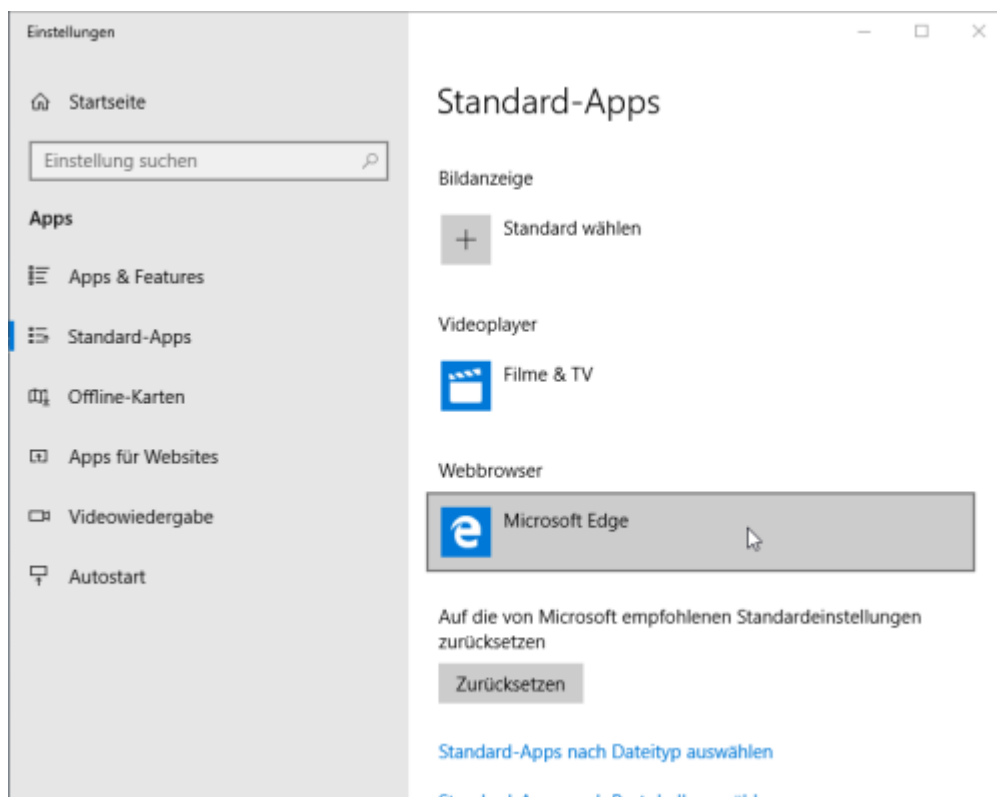 Einstellungen
Startseite
Einstellung suchen
Apps
Apps & Features
Standard-Apps
Offline-Karten
Apps für Websites
Videowiedergabe
Autostart
Standard-Apps
Bildanzeige
Standard wählen
Videoplayer
Filme & TV
Webbrowser
Microsoft Edge
Auf die von Microsoft empfohlenen Standardeinstellungen
zurücksetzen
Zurücksetzen
Standard-Apps nach Dateityp auswählen